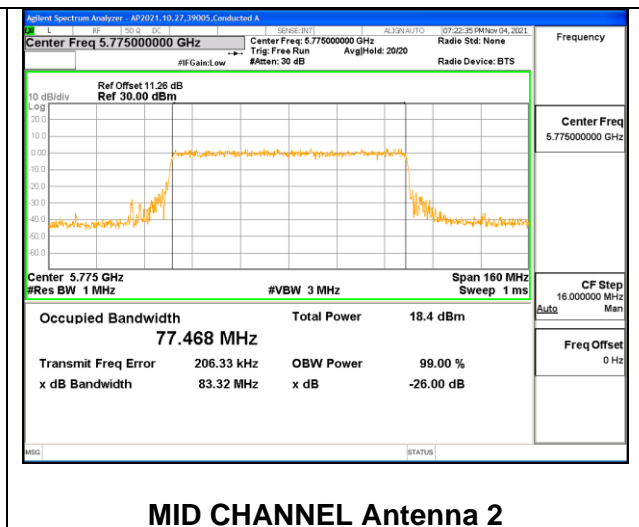 Agilent Spectrum Analyzer - AP2021.10.27,39005,Conducted A
L RF 50 Ω DC SENSE:INT ALIGN AUTO 07:22:35 PM Nov 04, 2021
Center Freq 5.775000000 GHz
Center Freq: 5.775000000 GHz
Radio Std: None
Trig: Free Run Avg|Hold: 20/20
#IFGain:Low #Atten: 30 dB Radio Device: BTS
Frequency
Ref Offset 11.26 dB
10 dB/div Ref 30.00 dBm
Log
20.0
10.0
0.00
-10.0
-20.0
-30.0
-40.0
-50.0
-60.0
Center Freq
5.775000000 GHz
Center 5.775 GHz Span 160 MHz
#Res BW 1 MHz #VBW 3 MHz Sweep 1 ms
CF Step
16.000000 MHz
Auto Man
Occupied Bandwidth Total Power 18.4 dBm
77.468 MHz
Freq Offset
0 Hz
Transmit Freq Error 206.33 kHz OBW Power 99.00 %
x dB Bandwidth 83.32 MHz x dB -26.00 dB
MSG STATUS
MID CHANNEL Antenna 2